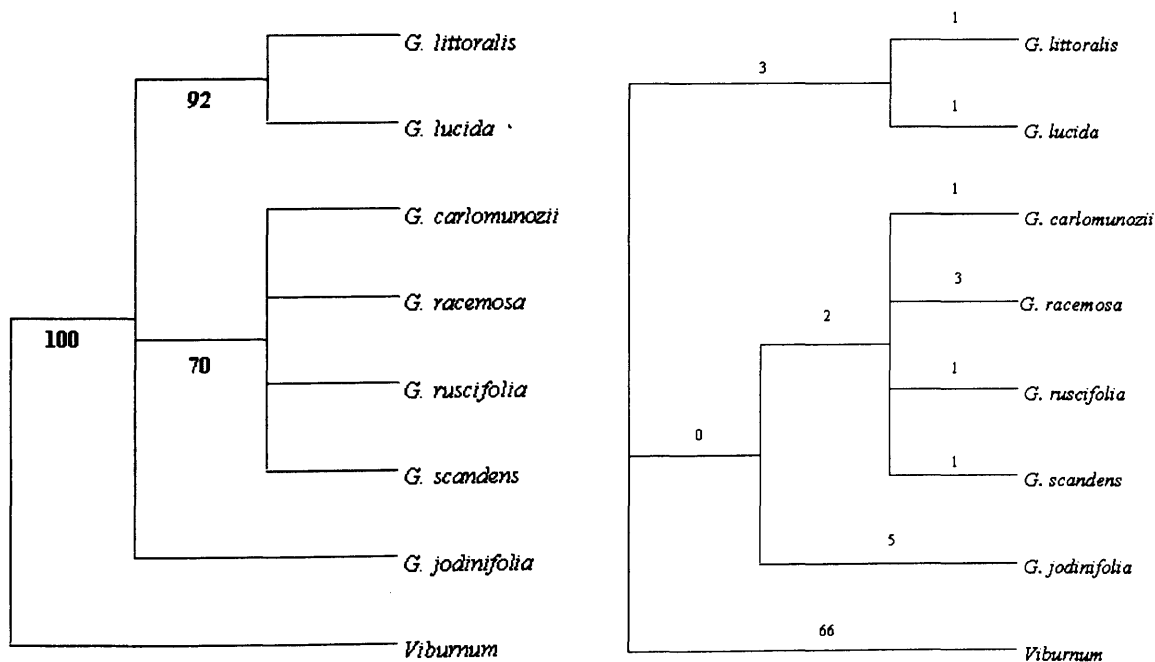 G. littoralis
92
G. lucida
G. carlomunozii
G. racemosa
100
70
G. ruscifolia
G. scandens
G. jodinifolia
Viburnum
1
G. littoralis
3
1
G. lucida
1
G. carlomunozii
3
G. racemosa
2
1
G. ruscifolia
0
1
G. scandens
5
G. jodinifolia
66
Viburnum